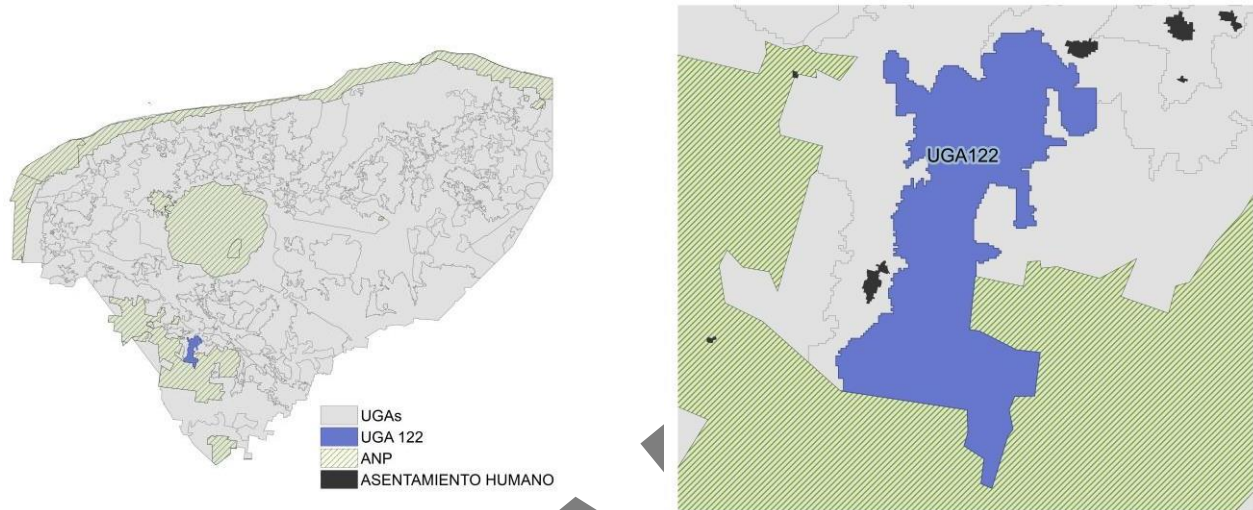 UGAs
UGA 122
ANP
ASENTAMIENTO HUMANO
UGA122